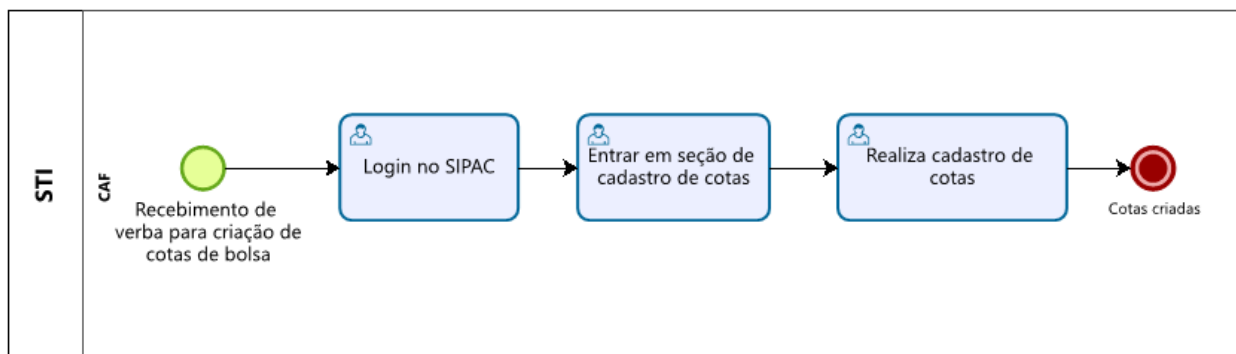 STI
CAF
Recebimento de
verba para criação de
cotas de bolsa
Login no SIPAC
Entrar em seção de
cadastro de cotas
Realiza cadastro de
cotas
Cotas criadas